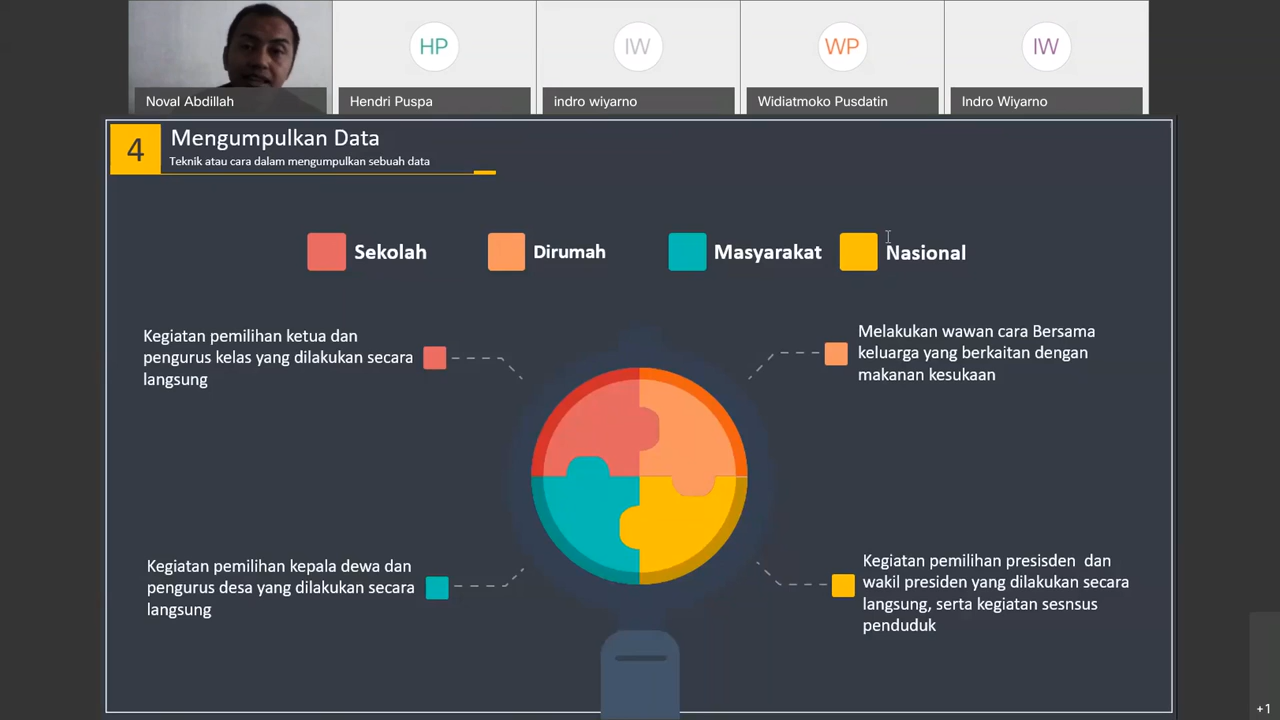 HP
IW
WP
IW
Noval Abdillah
Hendri Puspa
indro wiyarno
Widiatmoko Pusdatin
Indro Wiyarno
4
Mengumpulkan Data
Teknik atau cara dalam mengumpulkan sebuah data
Sekolah
Dirumah
Masyarakat
Nasional
Kegiatan pemilihan ketua dan
pengurus kelas yang dilakukan secara
langsung
Melakukan wawan cara Bersama
keluarga yang berkaitan dengan
makanan kesukaan
Kegiatan pemilihan kepala dewa dan
pengurus desa yang dilakukan secara
langsung
Kegiatan pemilihan presisden  dan
wakil presiden yang dilakukan secara
langsung, serta kegiatan sesnsus
penduduk
+1